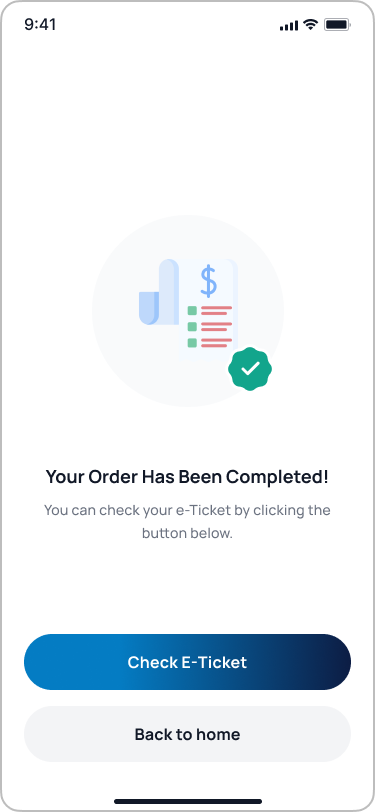 9:41
$
Your Order Has Been Completed!
You can check your e-Ticket by clicking the
button below.
Check E-Ticket
Back to home